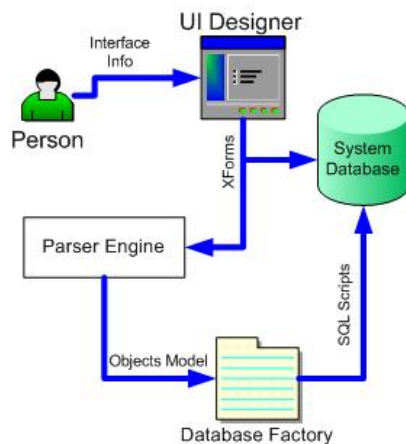 UI Designer
Interface
Info
Person
XForms
System
Database
Parser Engine
SQL Scripts
Objects Model
Database Factory